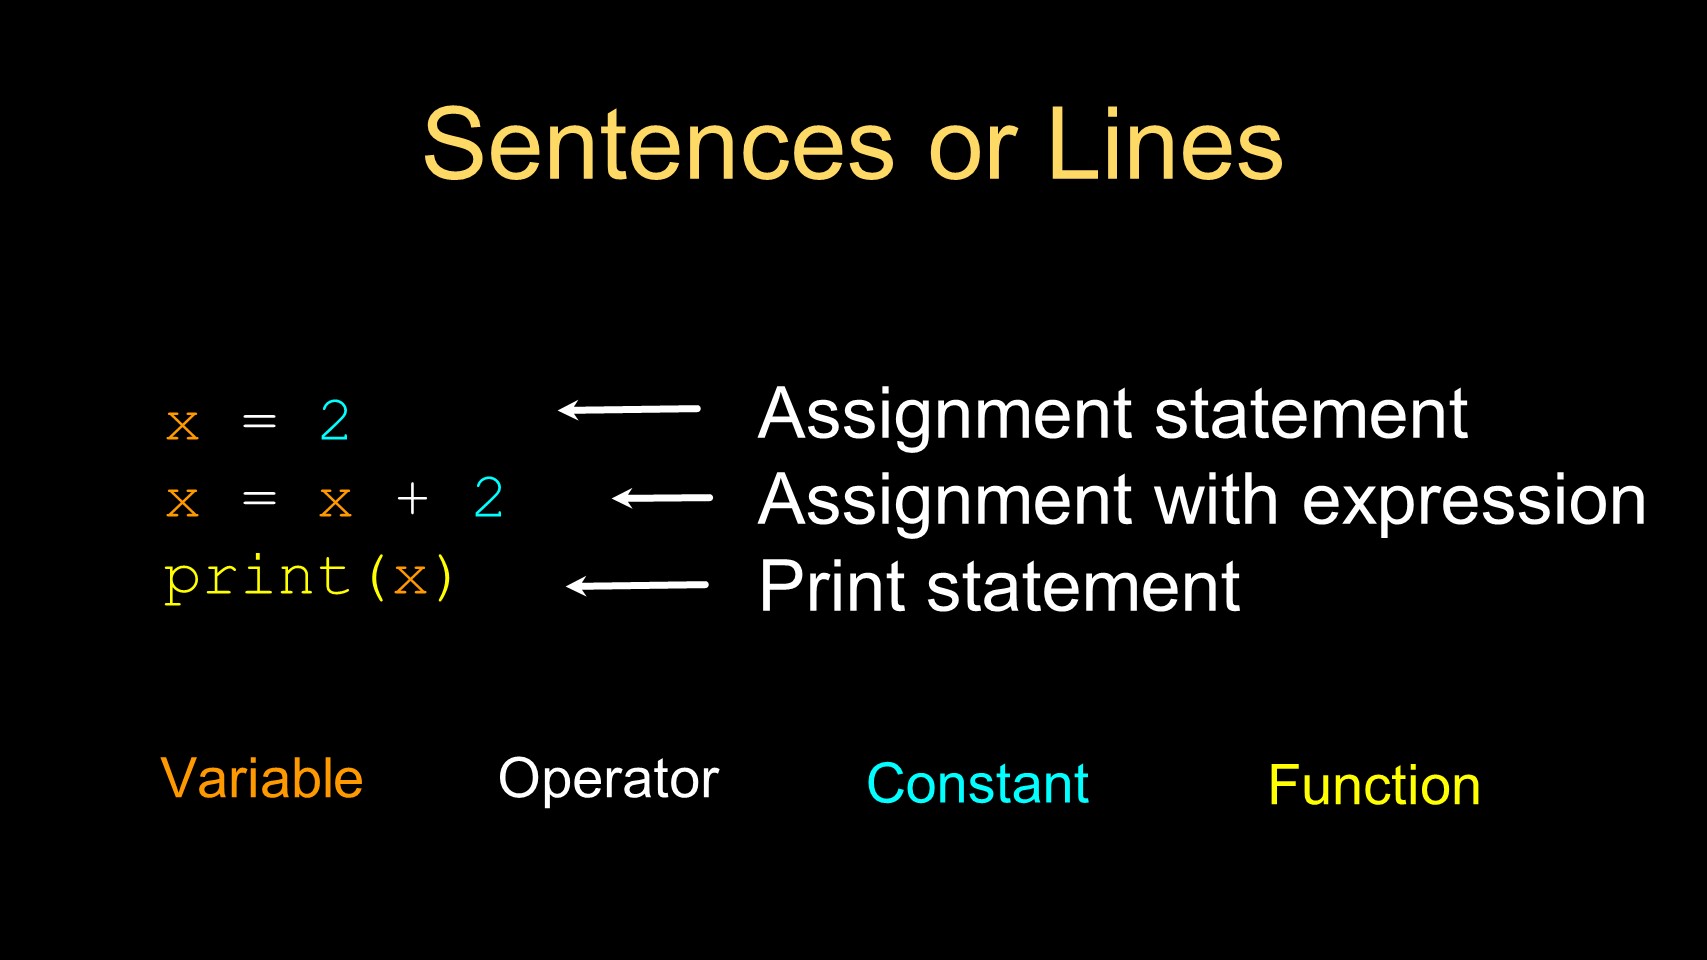 Sentences or Lines
x = 2
Assignment statement
x = x + 2
Assignment with expression
print(x)
Print statement
Variable
Operator
Constant
Function